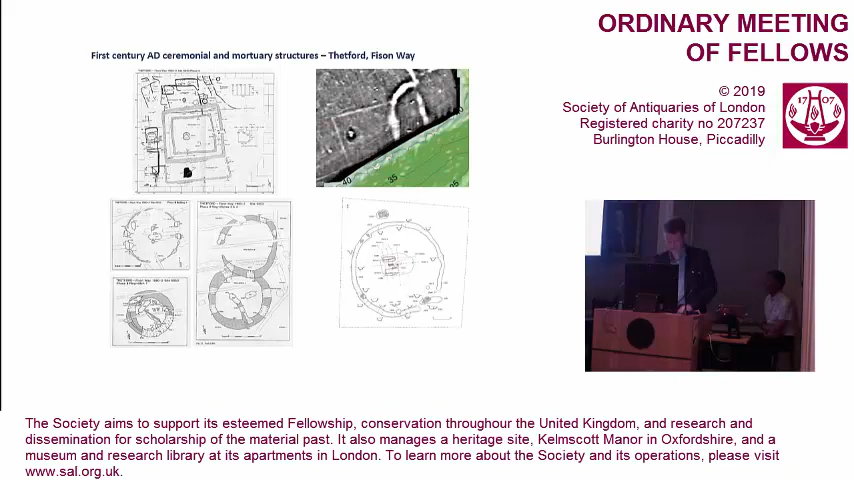 ORDINARY MEETING
OF FELLOWS
© 2019
Society of Antiquaries of London
Registered charity no 207237
Burlington House, Piccadilly
17 07
First century AD ceremonial and mortuary structures – Thetford, Fison Way
40
35
The Society aims to support its esteemed Fellowship, conservation throughour the United Kingdom, and research and
dissemination for scholarship of the material past. It also manages a heritage site, Kelmscott Manor in Oxfordshire, and a
museum and research library at its apartments in London. To learn more about the Society and its operations, please visit
www.sal.org.uk.